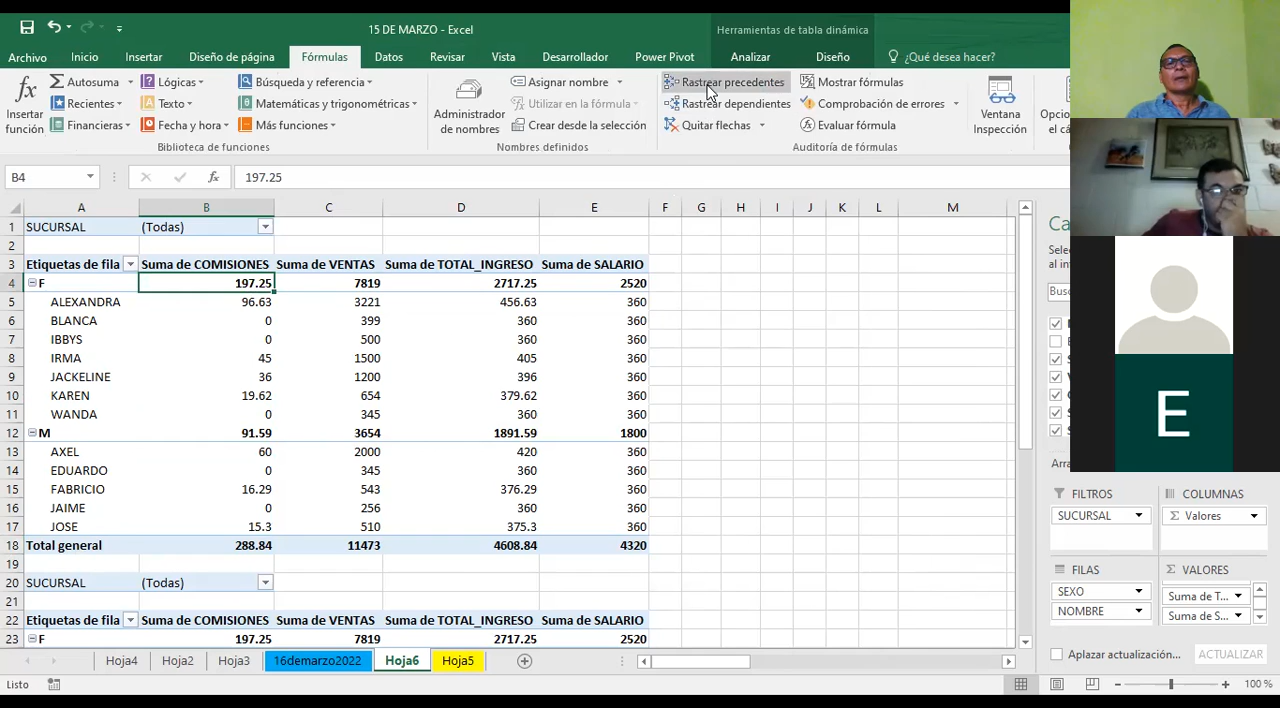 15 DE MARZO - Excel
Herramientas de tabla dinámica
Archivo Inicio Insertar Diseño de página Fórmulas Datos Revisar Vista Desarrollador Power Pivot Analizar Diseño ¿Qué desea hacer?
fx Insertar función
Autosuma
Recientes
Financieras
Lógicas
Texto
Fecha y hora
Búsqueda y referencia
Matemáticas y trigonométricas
Más funciones
Biblioteca de funciones
Administrador de nombres
Asignar nombre
Utilizar en la fórmula
Crear desde la selección
Nombres definidos
Rastrear precedentes
Rastrear dependientes
Quitar flechas
Mostrar fórmulas
Comprobación de errores
Evaluar fórmula
Auditoría de fórmulas
Ventana Inspección
B4 fx 197.25
A B C D E F G H I J K L M
1 SUCURSAL (Todas)
2
3 Etiquetas de fila Suma de COMISIONES Suma de VENTAS Suma de TOTAL_INGRESO Suma de SALARIO
4 F 197.25 7819 2717.25 2520
5 ALEXANDRA 96.63 3221 456.63 360
6 BLANCA 0 399 360 360
7 IBBYS 0 500 360 360
8 IRMA 45 1500 405 360
9 JACKELINE 36 1200 396 360
10 KAREN 19.62 654 379.62 360
11 WANDA 0 345 360 360
12 M 91.59 3654 1891.59 1800
13 AXEL 60 2000 420 360
14 EDUARDO 0 345 360 360
15 FABRICIO 16.29 543 376.29 360
16 JAIME 0 256 360 360
17 JOSE 15.3 510 375.3 360
18 Total general 288.84 11473 4608.84 4320
19
20 SUCURSAL (Todas)
21
22 Etiquetas de fila Suma de COMISIONES Suma de VENTAS Suma de TOTAL_INGRESO Suma de SALARIO
23 F 197.25 7819 2717.25 2520
E
FILTROS COLUMNAS
SUCURSAL Valores
FILAS VALORES
SEXO Suma de T...
NOMBRE Suma de S...
Aplazar actualización... ACTUALIZAR
Hoja4 Hoja2 Hoja3 16demarzo2022 Hoja6 Hoja5
Listo 100 %